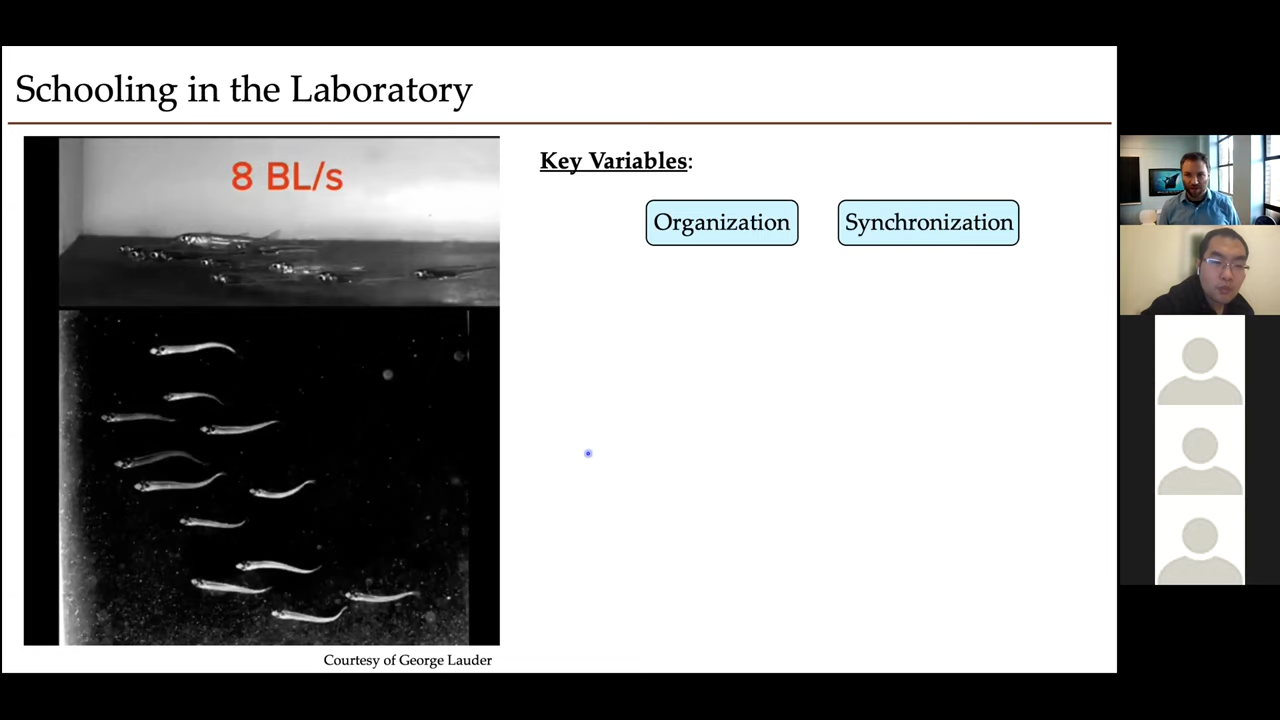 Schooling in the Laboratory
8 BL/s
Key Variables:
Organization
Synchronization
Courtesy of George Lauder